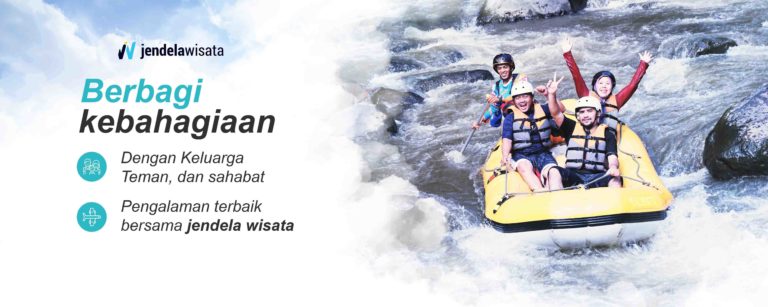 jendelawisata
Berbagi
kebahagiaan
Dengan Keluarga
Teman, dan sahabat
Pengalaman terbaik
bersama jendela wisata